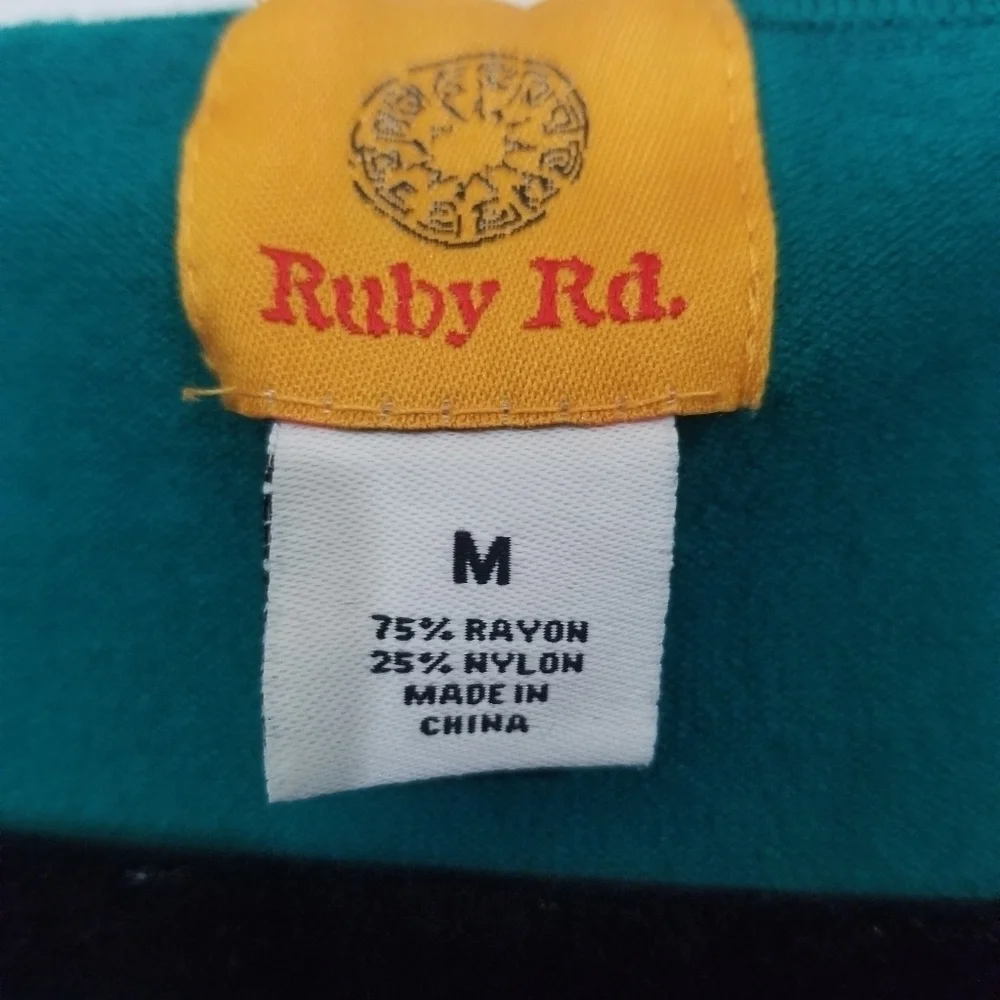 Ruby Rd.
M
75% RAYON
25% NYLON
MADE IN
CHINA